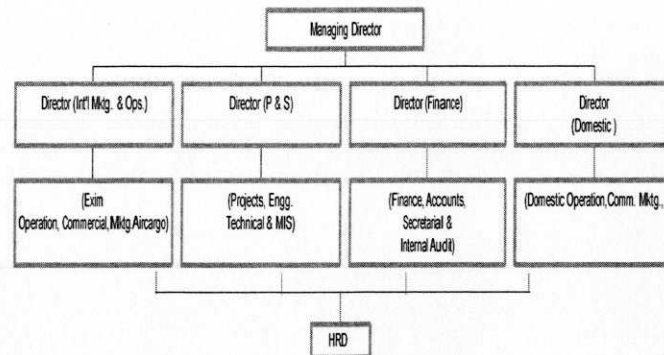 Managing Director
Director (Int'l Mktg. & Ops.)
Director (P & S)
Director (Finance)
Director
(Domestic )
(Exim
Operation, Commercial, Mktg.Aircargo)
(Projects, Engg.
Technical & MIS)
(Finance, Accounts,
Secretarial &
Internal Audit)
(Domestic Operation, Comm. Mktg.,
HRD